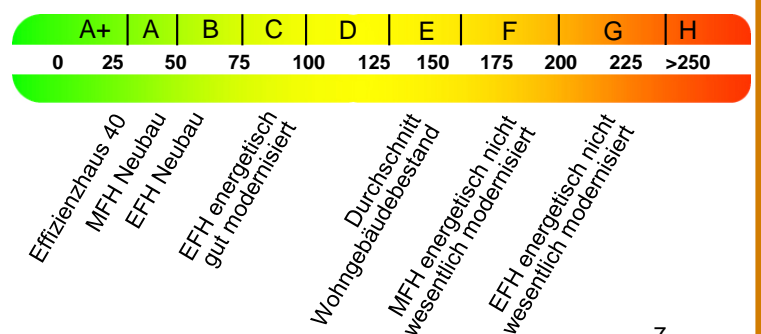 A+ A B C D E F G H
0 25 50 75 100 125 150 175 200 225 >250
Effizienzhaus 40
MFH Neubau
EFH Neubau
EFH energetisch
gut modernisiert
Durchschnitt
Wohngebäudebestand
MFH energetisch nicht
wesentlich modernisiert
EFH energetisch nicht
wesentlich modernisiert
7